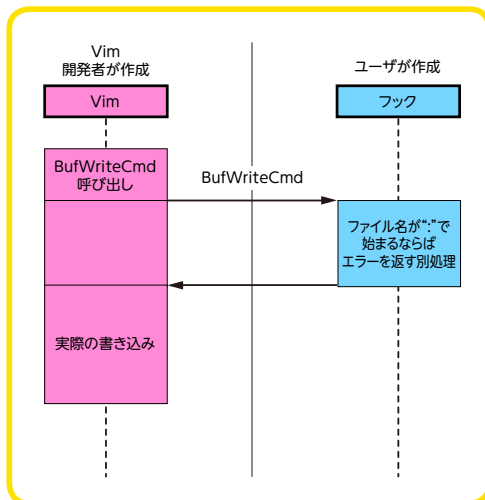 Vim
開発者が作成
ユーザが作成
Vim
フック
BufWriteCmd
呼び出し
BufWriteCmd
ファイル名が“:”で
始まるならば
エラーを返す別処理
実際の書き込み